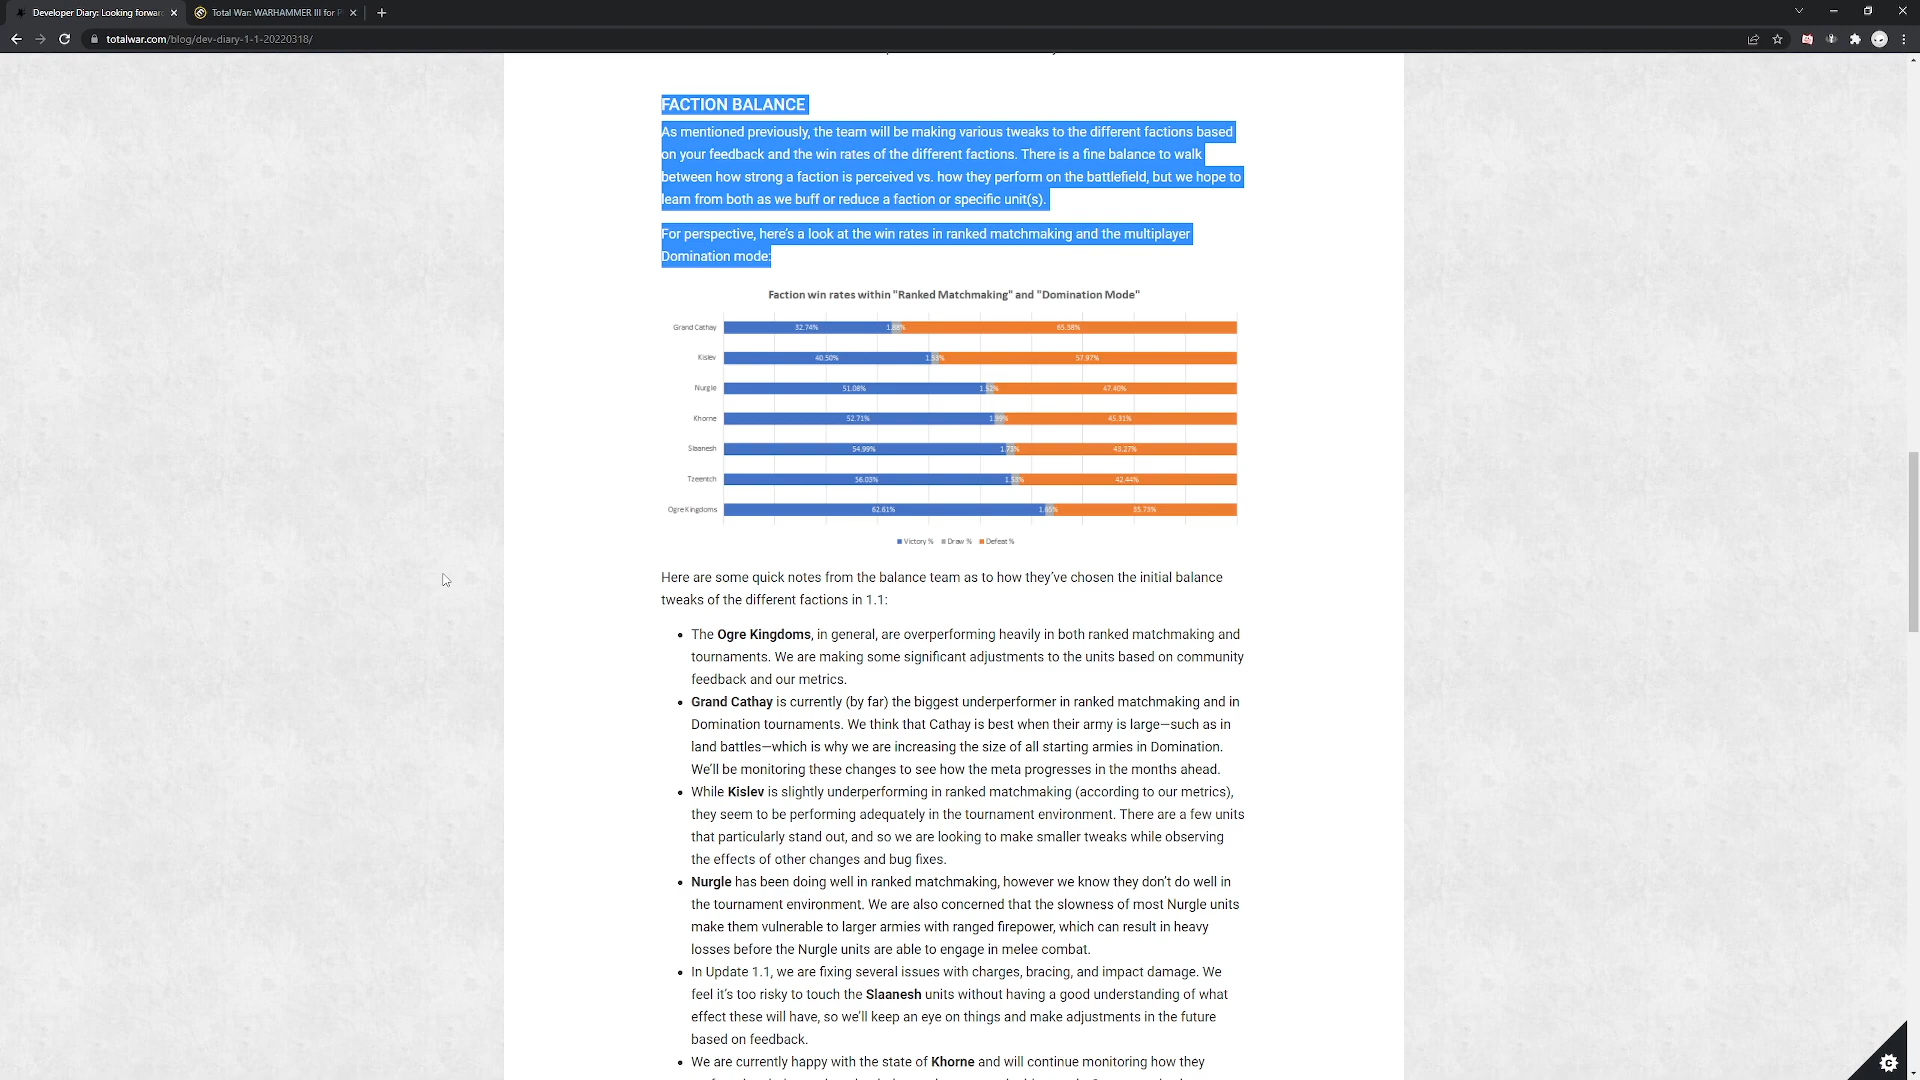 Developer Diary: Looking forwar
Total War: WARHAMMER III for P
totalwar.com/blog/dev-diary-1-1-20220318/
FACTION BALANCE
As mentioned previously, the team will be making various tweaks to the different factions based
on your feedback and the win rates of the different factions. There is a fine balance to walk
between how strong a faction is perceived vs. how they perform on the battlefield, but we hope to
learn from both as we buff or reduce a faction or specific unit(s).
For perspective, here's a look at the win rates in ranked matchmaking and the multiplayer
Domination mode:
Faction win rates within "Ranked Matchmaking" and "Domination Mode"
Grand Cathay 32.74% 1.88% 65.38%
Kislev 40.50% 1.53% 57.97%
Nurgle 51.08% 1.52% 47.40%
Khorne 52.71% 1.99% 45.31%
Slaanesh 54.99% 1.73% 43.27%
Tzeentch 56.03% 1.53% 42.44%
Ogre Kingdoms 62.61% 1.65% 35.73%
Victory % Draw % Defeat %
Here are some quick notes from the balance team as to how they've chosen the initial balance
tweaks of the different factions in 1.1:
• The Ogre Kingdoms, in general, are overperforming heavily in both ranked matchmaking and
tournaments. We are making some significant adjustments to the units based on community
feedback and our metrics.
• Grand Cathay is currently (by far) the biggest underperformer in ranked matchmaking and in
Domination tournaments. We think that Cathay is best when their army is large—such as in
land battles—which is why we are increasing the size of all starting armies in Domination.
We'll be monitoring these changes to see how the meta progresses in the months ahead.
• While Kislev is slightly underperforming in ranked matchmaking (according to our metrics),
they seem to be performing adequately in the tournament environment. There are a few units
that particularly stand out, and so we are looking to make smaller tweaks while observing
the effects of other changes and bug fixes.
• Nurgle has been doing well in ranked matchmaking, however we know they don't do well in
the tournament environment. We are also concerned that the slowness of most Nurgle units
make them vulnerable to larger armies with ranged firepower, which can result in heavy
losses before the Nurgle units are able to engage in melee combat.
• In Update 1.1, we are fixing several issues with charges, bracing, and impact damage. We
feel it's too risky to touch the Slaanesh units without having a good understanding of what
effect these will have, so we'll keep an eye on things and make adjustments in the future
based on feedback.
• We are currently happy with the state of Khorne and will continue monitoring how they